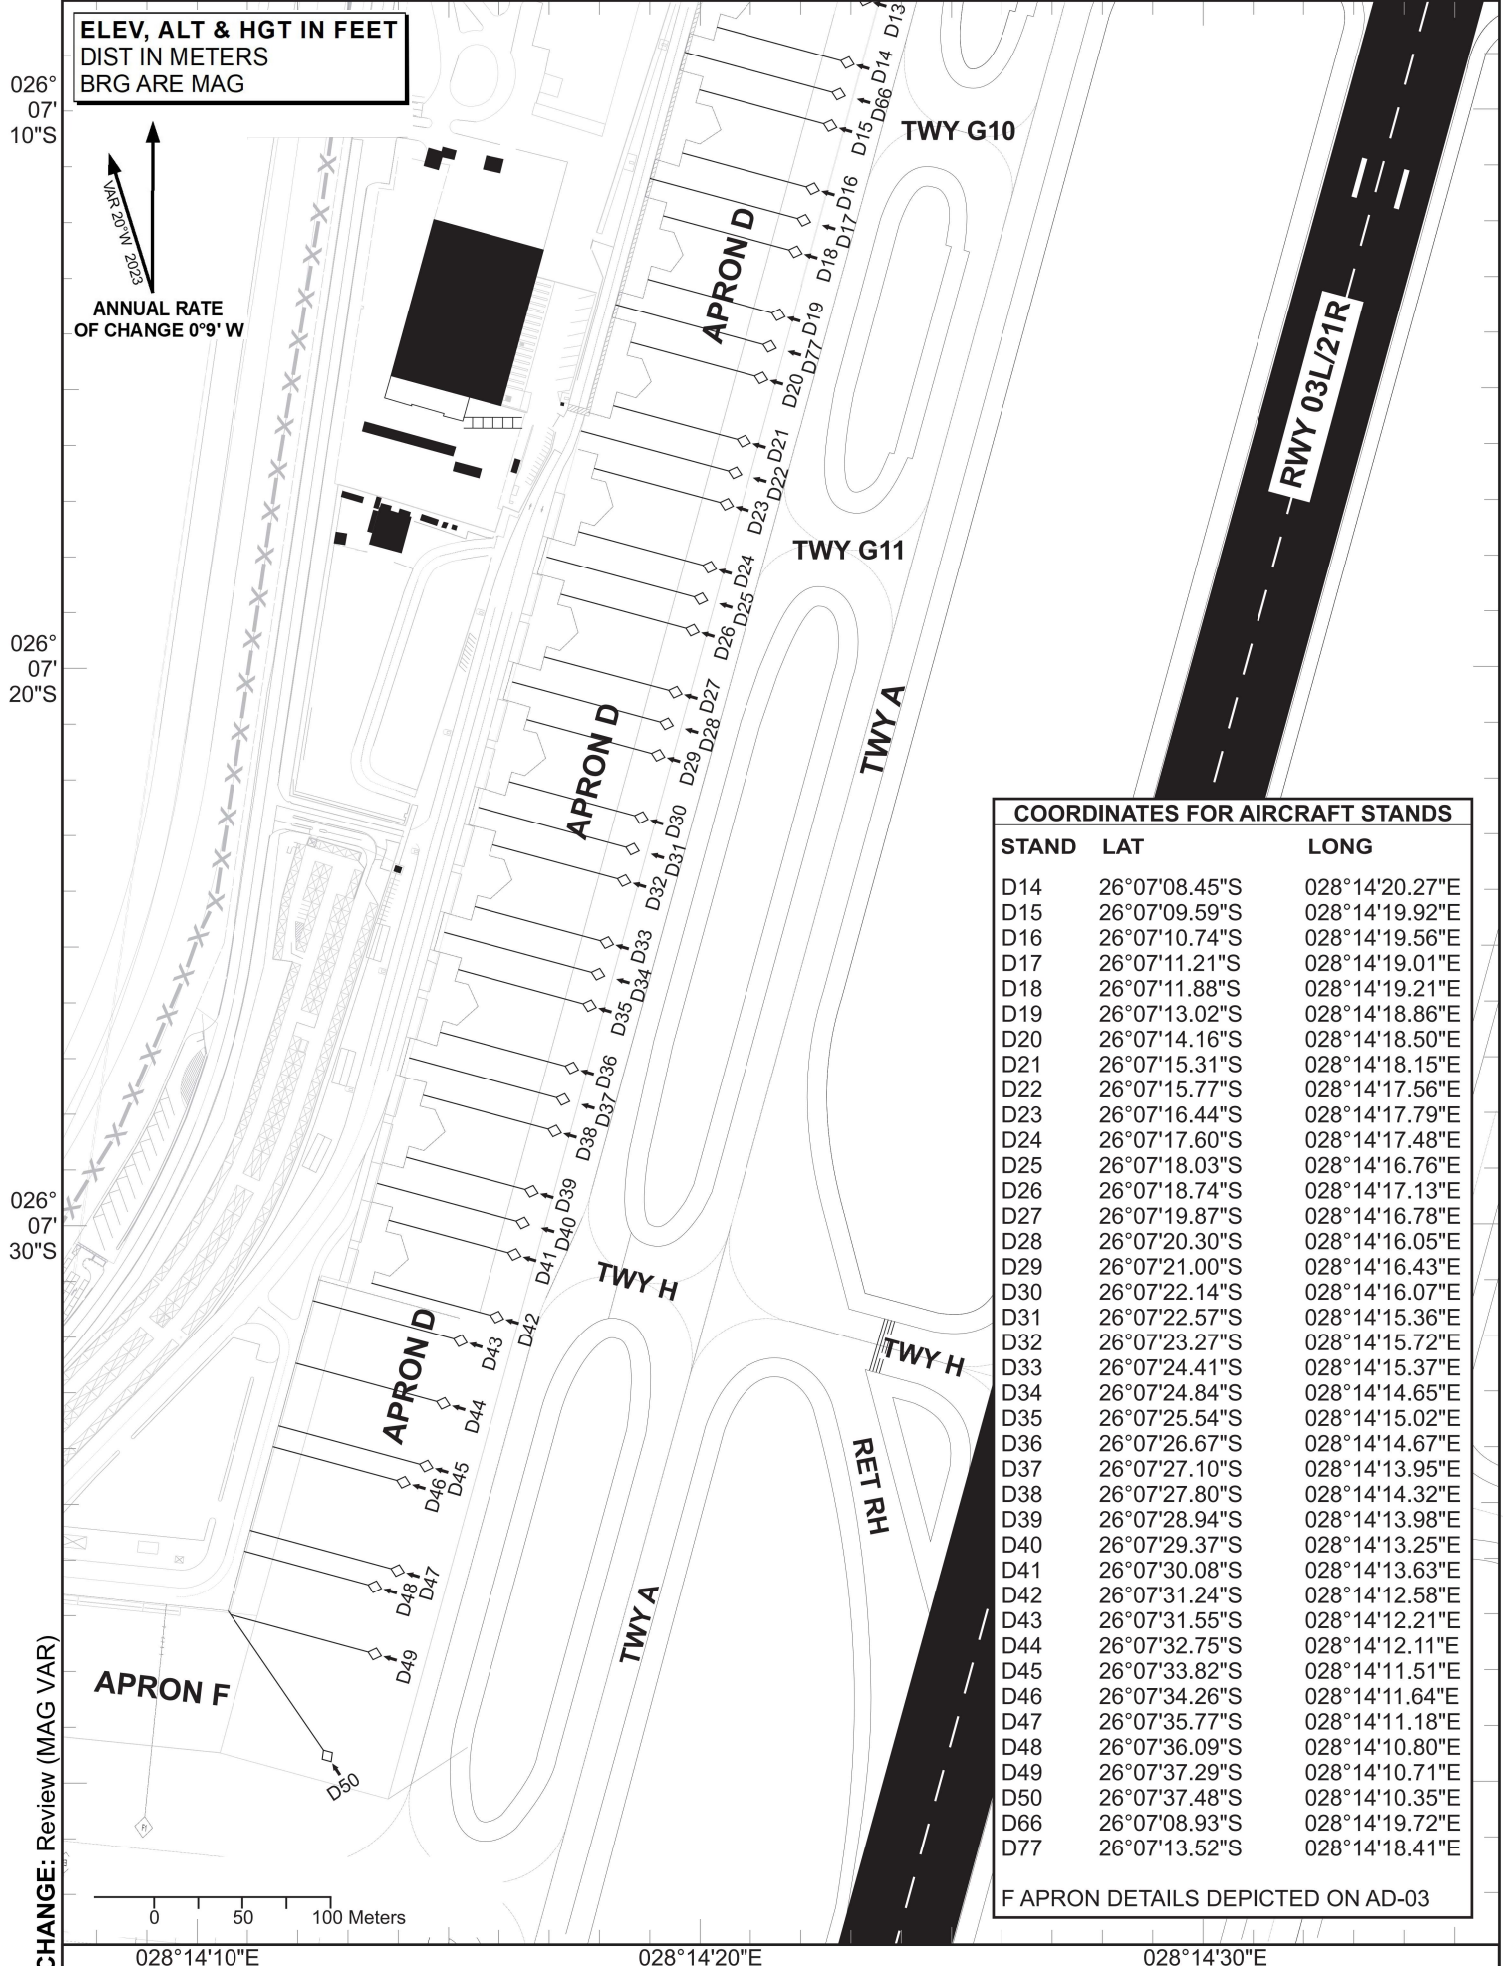 ELEV, ALT & HGT IN FEET
DIST IN METERS
BRG ARE MAG
026°
07'
10"S
VAR 20°W 2023
ANNUAL RATE
OF CHANGE 0°9' W
D13
D14
D66
D15
TWY G10
D16
D17
D18
APRON D
D19
D77
D20
RWY 03L/21R
D21
D22
D23
TWY G11
D24
D25
D26
026°
07'
20"S
D27
D28
D29
APRON D
TWY A
D30
D31
D32
D33
D34
D35
D36
D37
D38
026°
07'
30"S
D39
D40
D41
TWY H
D42
D43
APRON D
TWY H
D44
D45
D46
RET RH
D47
D48
TWY A
D49
APRON F
D50
COORDINATES FOR AIRCRAFT STANDS
STAND LAT LONG
D14 26°07'08.45"S 028°14'20.27"E
D15 26°07'09.59"S 028°14'19.92"E
D16 26°07'10.74"S 028°14'19.56"E
D17 26°07'11.21"S 028°14'19.01"E
D18 26°07'11.88"S 028°14'19.21"E
D19 26°07'13.02"S 028°14'18.86"E
D20 26°07'14.16"S 028°14'18.50"E
D21 26°07'15.31"S 028°14'18.15"E
D22 26°07'15.77"S 028°14'17.56"E
D23 26°07'16.44"S 028°14'17.79"E
D24 26°07'17.60"S 028°14'17.48"E
D25 26°07'18.03"S 028°14'16.76"E
D26 26°07'18.74"S 028°14'17.13"E
D27 26°07'19.87"S 028°14'16.78"E
D28 26°07'20.30"S 028°14'16.05"E
D29 26°07'21.00"S 028°14'16.43"E
D30 26°07'22.14"S 028°14'16.07"E
D31 26°07'22.57"S 028°14'15.36"E
D32 26°07'23.27"S 028°14'15.72"E
D33 26°07'24.41"S 028°14'15.37"E
D34 26°07'24.84"S 028°14'14.65"E
D35 26°07'25.54"S 028°14'15.02"E
D36 26°07'26.67"S 028°14'14.67"E
D37 26°07'27.10"S 028°14'13.95"E
D38 26°07'27.80"S 028°14'14.32"E
D39 26°07'28.94"S 028°14'13.98"E
D40 26°07'29.37"S 028°14'13.25"E
D41 26°07'30.08"S 028°14'13.63"E
D42 26°07'31.24"S 028°14'12.58"E
D43 26°07'31.55"S 028°14'12.21"E
D44 26°07'32.75"S 028°14'12.11"E
D45 26°07'33.82"S 028°14'11.51"E
D46 26°07'34.26"S 028°14'11.64"E
D47 26°07'35.77"S 028°14'11.18"E
D48 26°07'36.09"S 028°14'10.80"E
D49 26°07'37.29"S 028°14'10.71"E
D50 26°07'37.48"S 028°14'10.35"E
D66 26°07'08.93"S 028°14'19.72"E
D77 26°07'13.52"S 028°14'18.41"E
F APRON DETAILS DEPICTED ON AD-03
CHANGE: Review (MAG VAR)
0 50 100 Meters
028°14'10"E 028°14'20"E 028°14'30"E